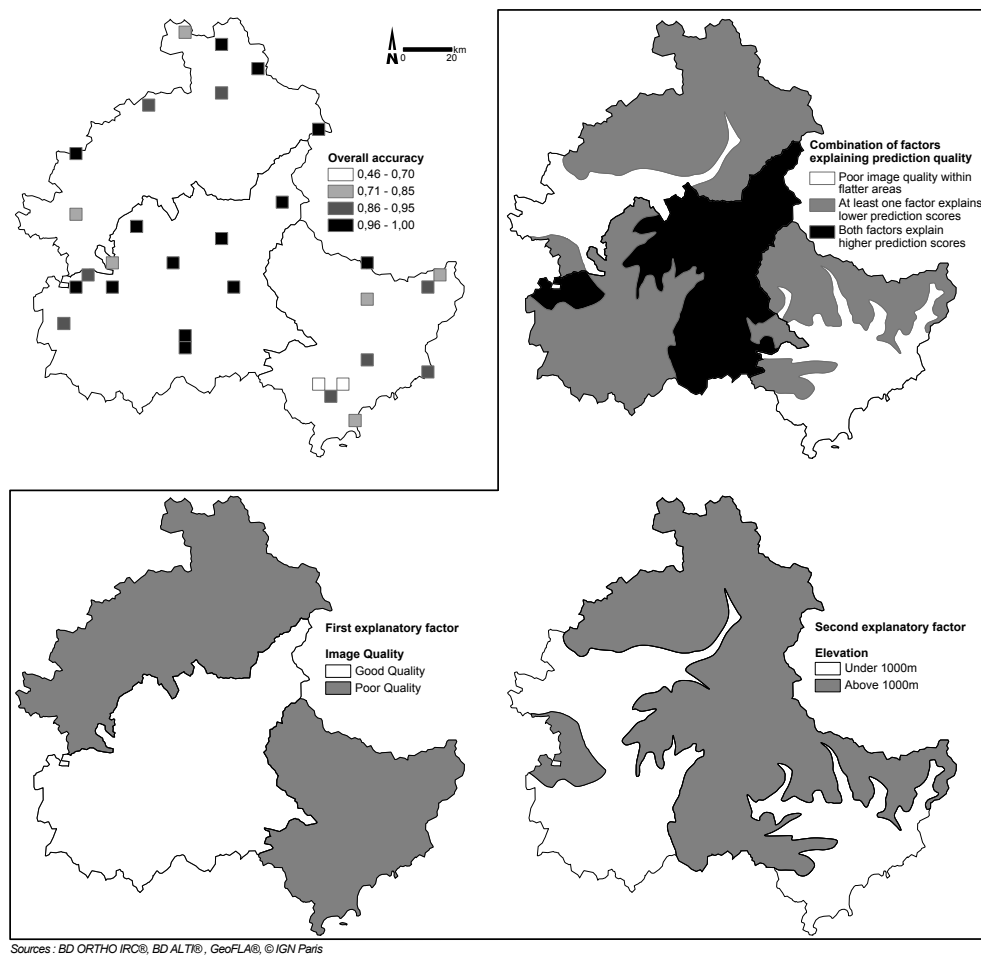 N
0
20
km
Overall accuracy
0,46 - 0,70
0,71 - 0,85
0,86 - 0,95
0,96 - 1,00
Combination of factors
explaining prediction quality
Poor image quality within
flatter areas
At least one factor explains
lower prediction scores
Both factors explain
higher prediction scores
First explanatory factor
Image Quality
Good Quality
Poor Quality
Second explanatory factor
Elevation
Under 1000m
Above 1000m
Sources : BD ORTHO IRC®, BD ALTI® , GeoFLA®, © IGN Paris